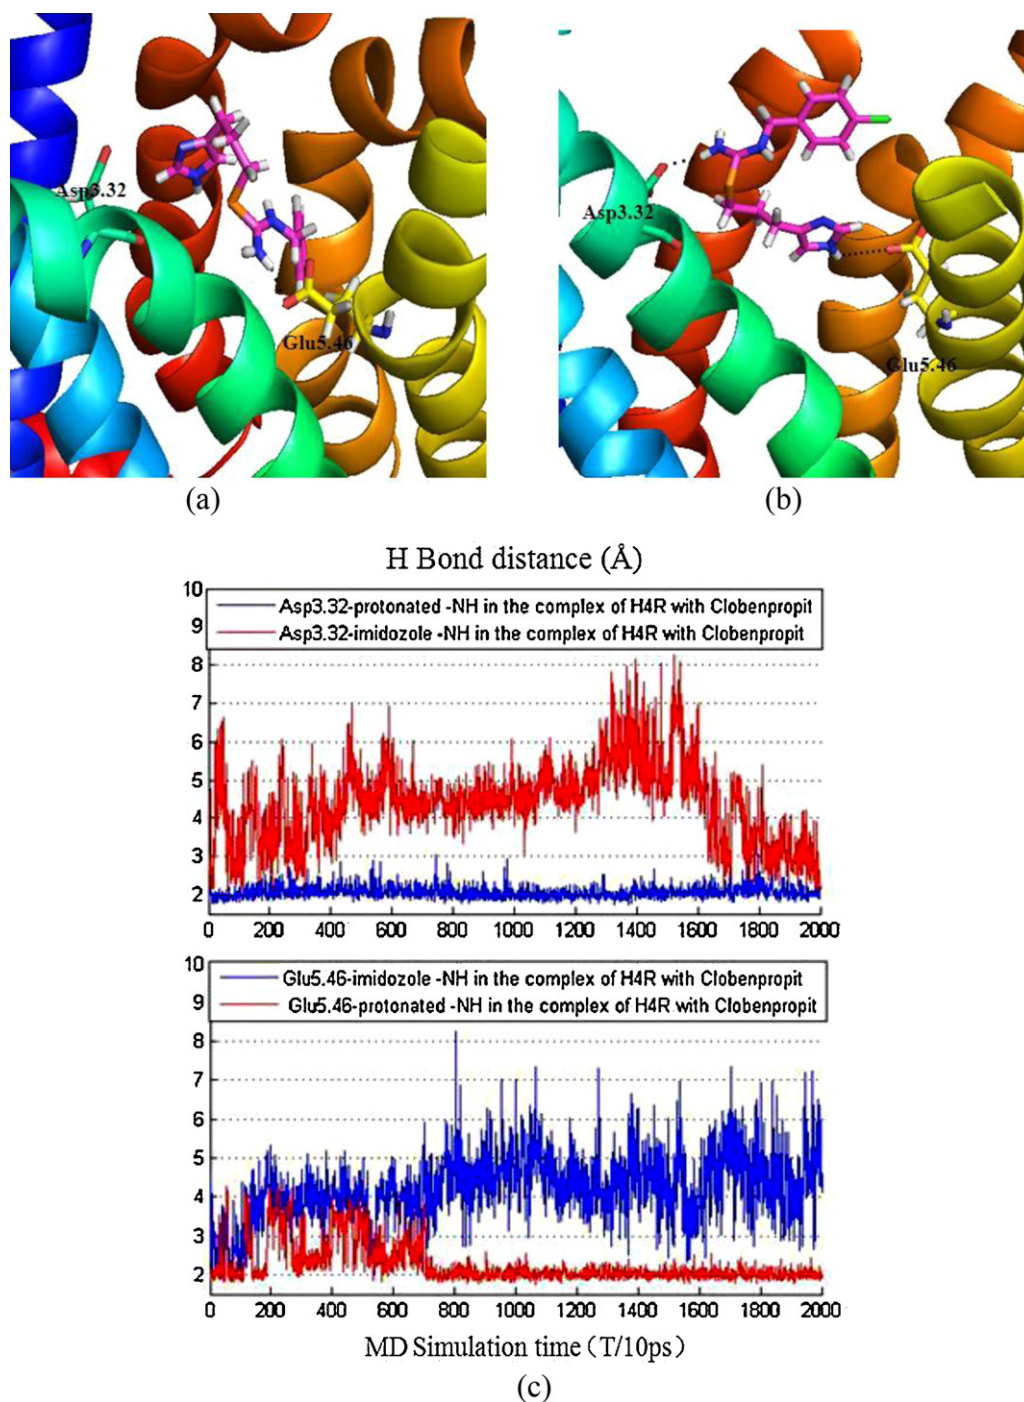 Asp3.32
Glu5.46
(a)
Asp3.32
Glu5.46
(b)
H Bond distance (Å)
10
9
8
7
6
5
4
3
2
Asp3.32-protonated -NH in the complex of H4R with Clobenpropit
Asp3.32-imidozole -NH in the complex of H4R with Clobenpropit
0 200 400 600 800 1000 1200 1400 1600 1800 2000
10
9
8
7
6
5
4
3
2
Glu5.46-imidozole -NH in the complex of H4R with Clobenpropit
Glu5.46-protonated -NH in the complex of H4R with Clobenpropit
0 200 400 600 800 1000 1200 1400 1600 1800 2000
MD Simulation time (T/10ps)
(c)